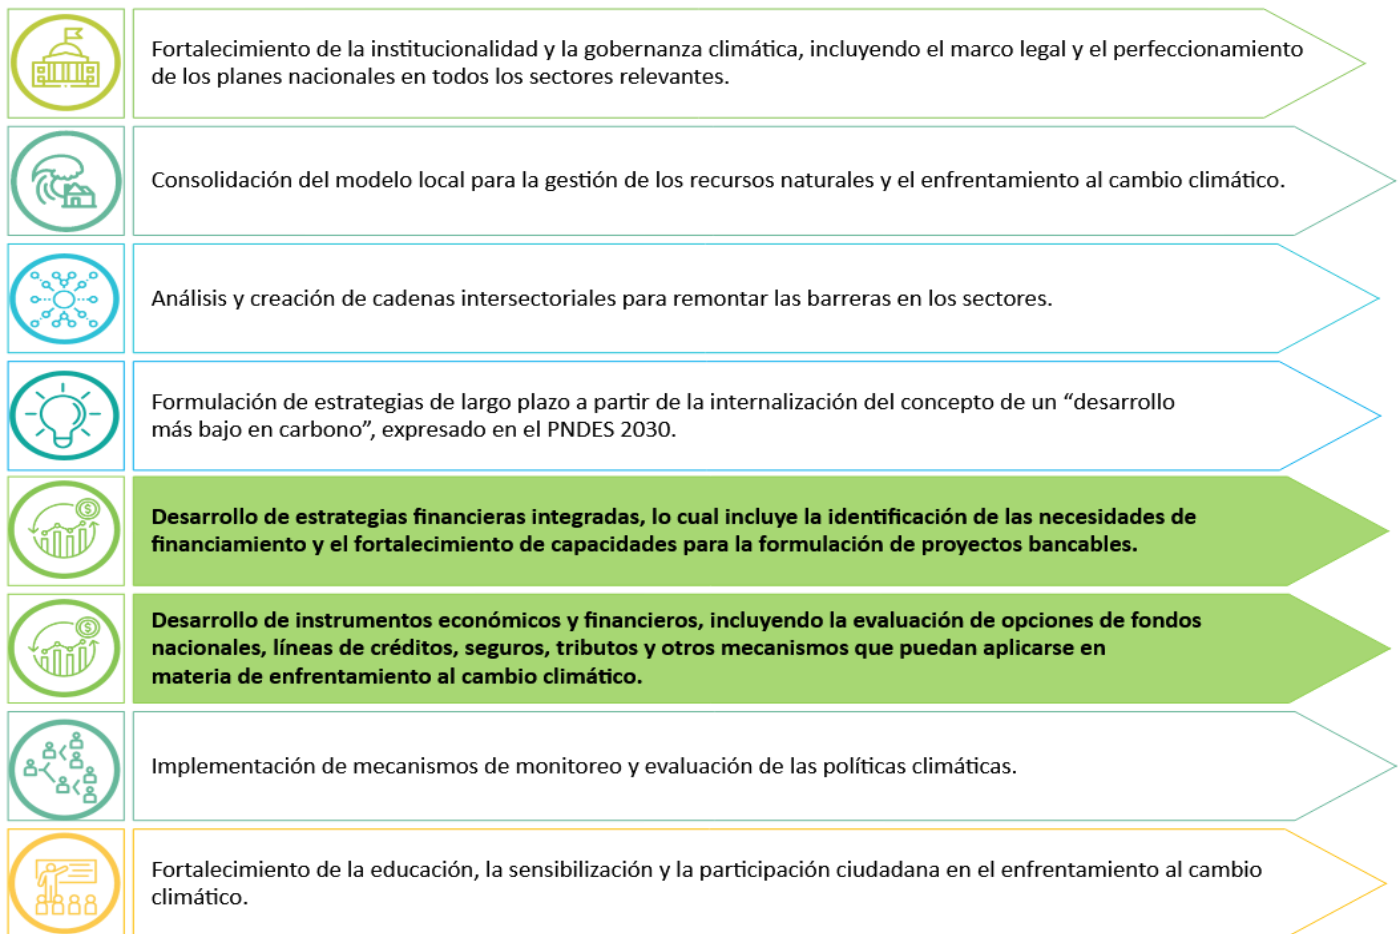 Fortalecimiento de la institucionalidad y la gobernanza climática, incluyendo el marco legal y el perfeccionamiento
de los planes nacionales en todos los sectores relevantes.
Consolidación del modelo local para la gestión de los recursos naturales y el enfrentamiento al cambio climático.
Análisis y creación de cadenas intersectoriales para remontar las barreras en los sectores.
Formulación de estrategias de largo plazo a partir de la internalización del concepto de un “desarrollo
más bajo en carbono”, expresado en el PNDES 2030.
$
Desarrollo de estrategias financieras integradas, lo cual incluye la identificación de las necesidades de
financiamiento y el fortalecimiento de capacidades para la formulación de proyectos bancables.
$
Desarrollo de instrumentos económicos y financieros, incluyendo la evaluación de opciones de fondos
nacionales, líneas de créditos, seguros, tributos y otros mecanismos que puedan aplicarse en
materia de enfrentamiento al cambio climático.
Implementación de mecanismos de monitoreo y evaluación de las políticas climáticas.
Fortalecimiento de la educación, la sensibilización y la participación ciudadana en el enfrentamiento al cambio
climático.